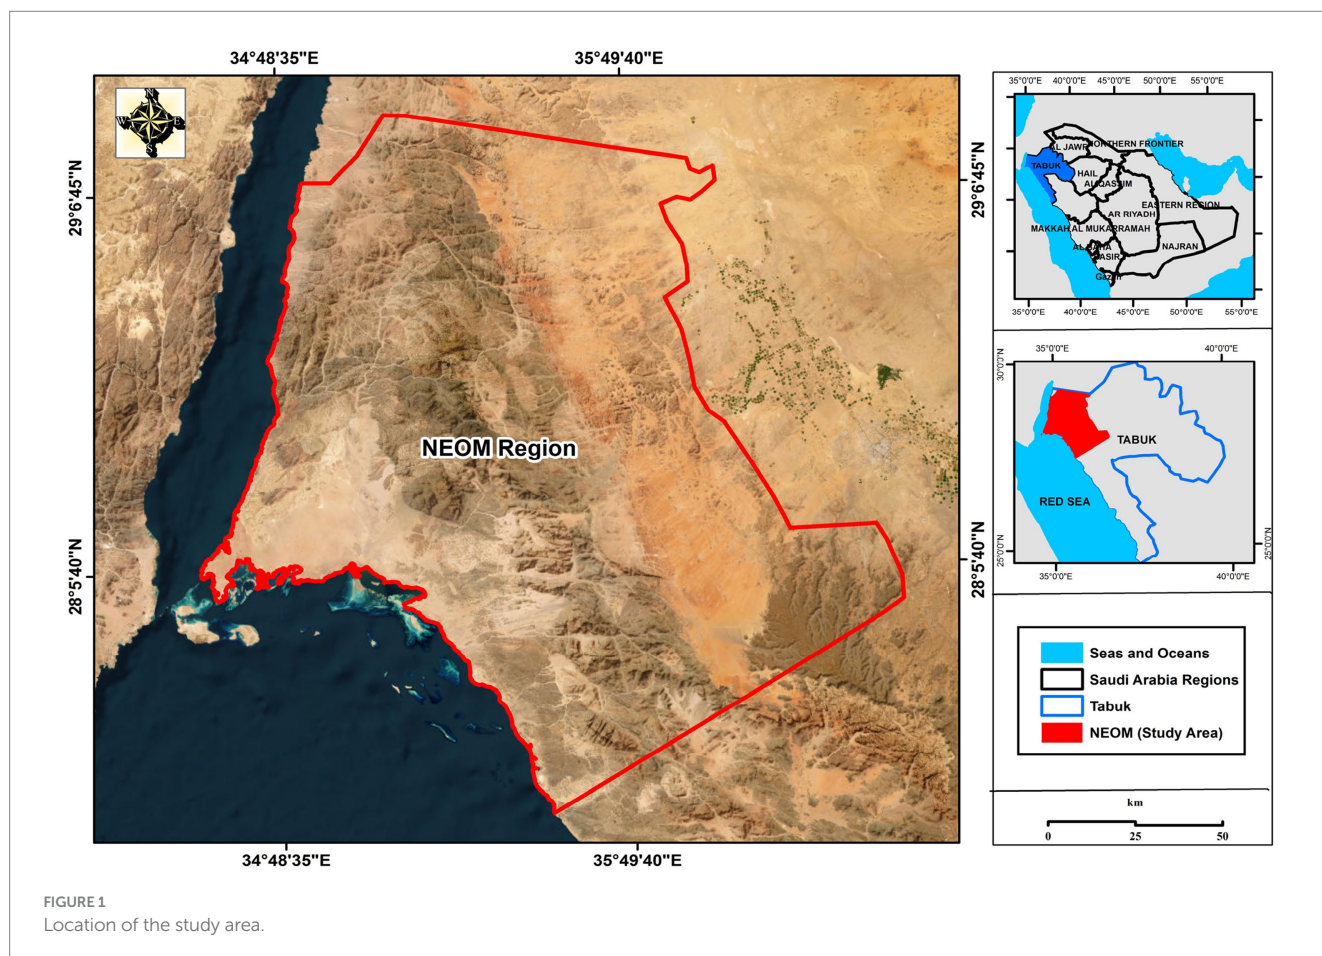 34°48'35"E
35°49'40"E
N
W
E
S
29°6'45"N
28°5'40"N
29°6'45"N
28°5'40"N
NEOM Region
34°48'35"E
35°49'40"E
35°0'0"E
40°0'0"E
45°0'0"E
50°0'0"E
55°0'0"E
AL JAWF
NORTHERN FRONTIER
TABUK
HAIL
AL QASSIM
EASTERN REGION
AR RIYADH
MAKKAH AL MUKARRAMAH
AL BAHA
NAJRAN
ASIR
35°0'0"E
40°0'0"E
45°0'0"E
50°0'0"E
55°0'0"E
35°0'0"E
40°0'0"E
30°0'0"N
TABUK
RED SEA
25°0'0"N
25°0'0"N
35°0'0"E
40°0'0"E
Seas and Oceans
Saudi Arabia Regions
Tabuk
NEOM (Study Area)
km
0
25
50
FIGURE 1
Location of the study area.